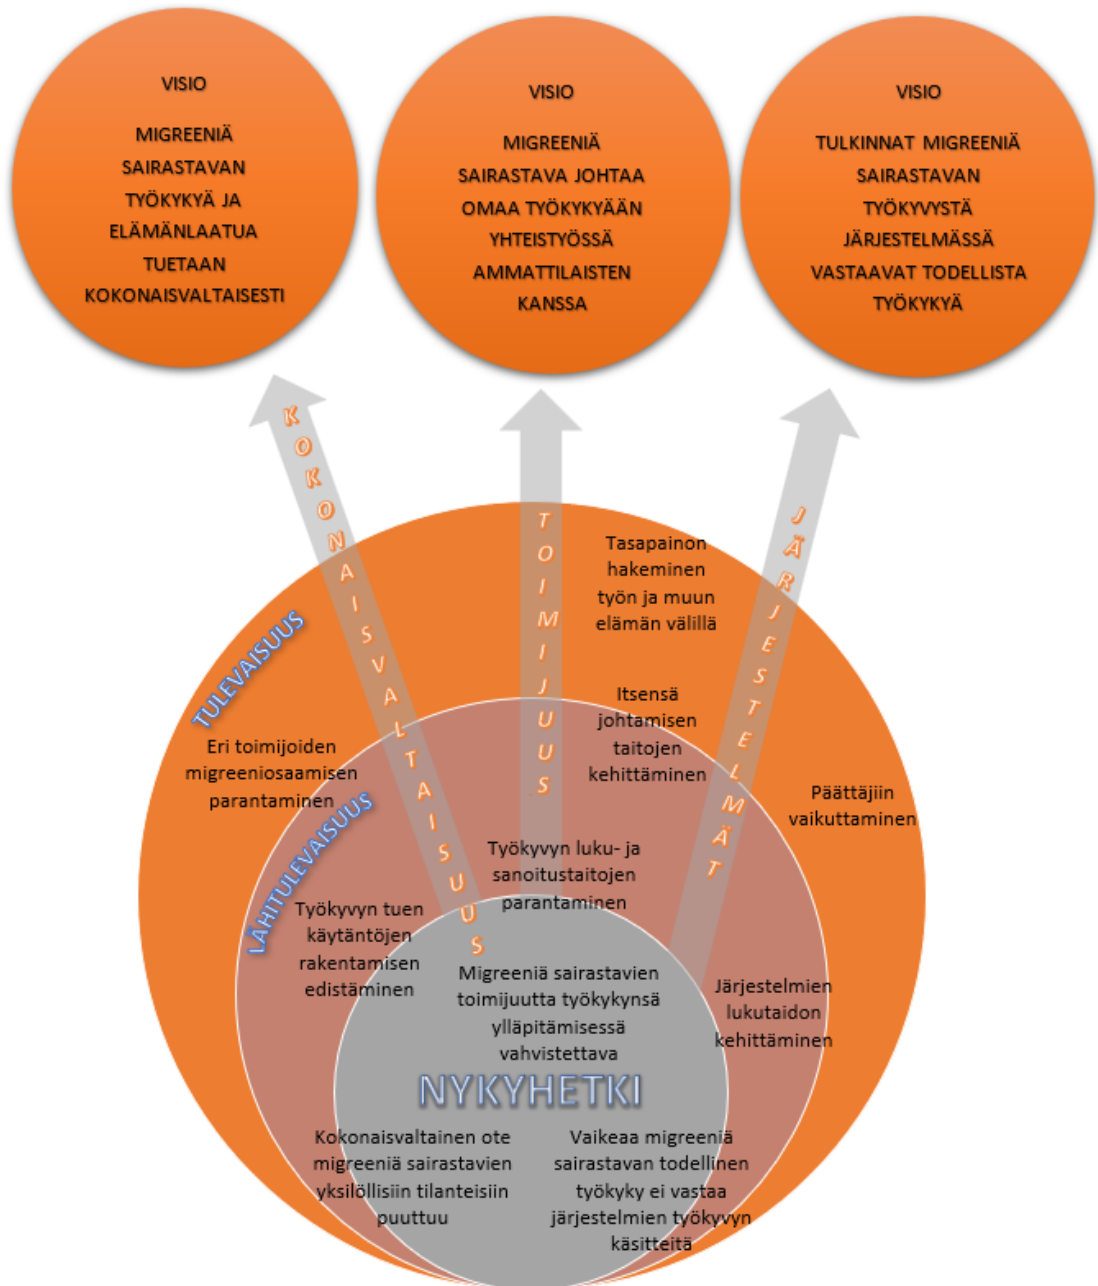 VISIO
MIGREENIÄ
SAIRASTAVAN
TYÖKYKYÄ JA
ELÄMÄNLAATUA
TUETAAN
KOKONAISVALTAISESTI
VISIO
MIGREENIÄ
SAIRASTAVA JOHTAA
OMAA TYÖKYKYÄÄN
YHTEISTYÖSSÄ
AMMATTILAISTEN
KANSSA
VISIO
TULKINNAT MIGREENIÄ
SAIRASTAVAN
TYÖKYVYSTÄ
JÄRJESTELMÄSSÄ
VASTAAVAT TODELLISTA
TYÖKYKYÄ
KOKONAISVALTAISUUS
TOIMIJUUS
JÄRJESTELMÄT
TULEVAISUUS
Tasapainon
hakeminen
työn ja muun
elämän välillä
Eri toimijoiden
migreeniosaamisen
parantaminen
Itsensä
johtamisen
taitojen
kehittäminen
Päättäjiin
vaikuttaminen
LÄHITULEVAISUUS
Työkyvyn luku- ja
sanoitustaitojen
parantaminen
Työkyvyn tuen
käytäntöjen
rakentamisen
edistäminen
Järjestelmien
lukutaidon
kehittäminen
Migreeniä sairastavien
toimijuutta työkykynsä
ylläpitämisessä
vahvistettava
NYKYHETKI
Kokonaisvaltainen ote
migreeniä sairastavien
yksilöllisiin tilanteisiin
puuttuu
Vaikeaa migreeniä
sairastavan todellinen
työkyky ei vastaa
järjestelmien työkyvyn
käsitteitä